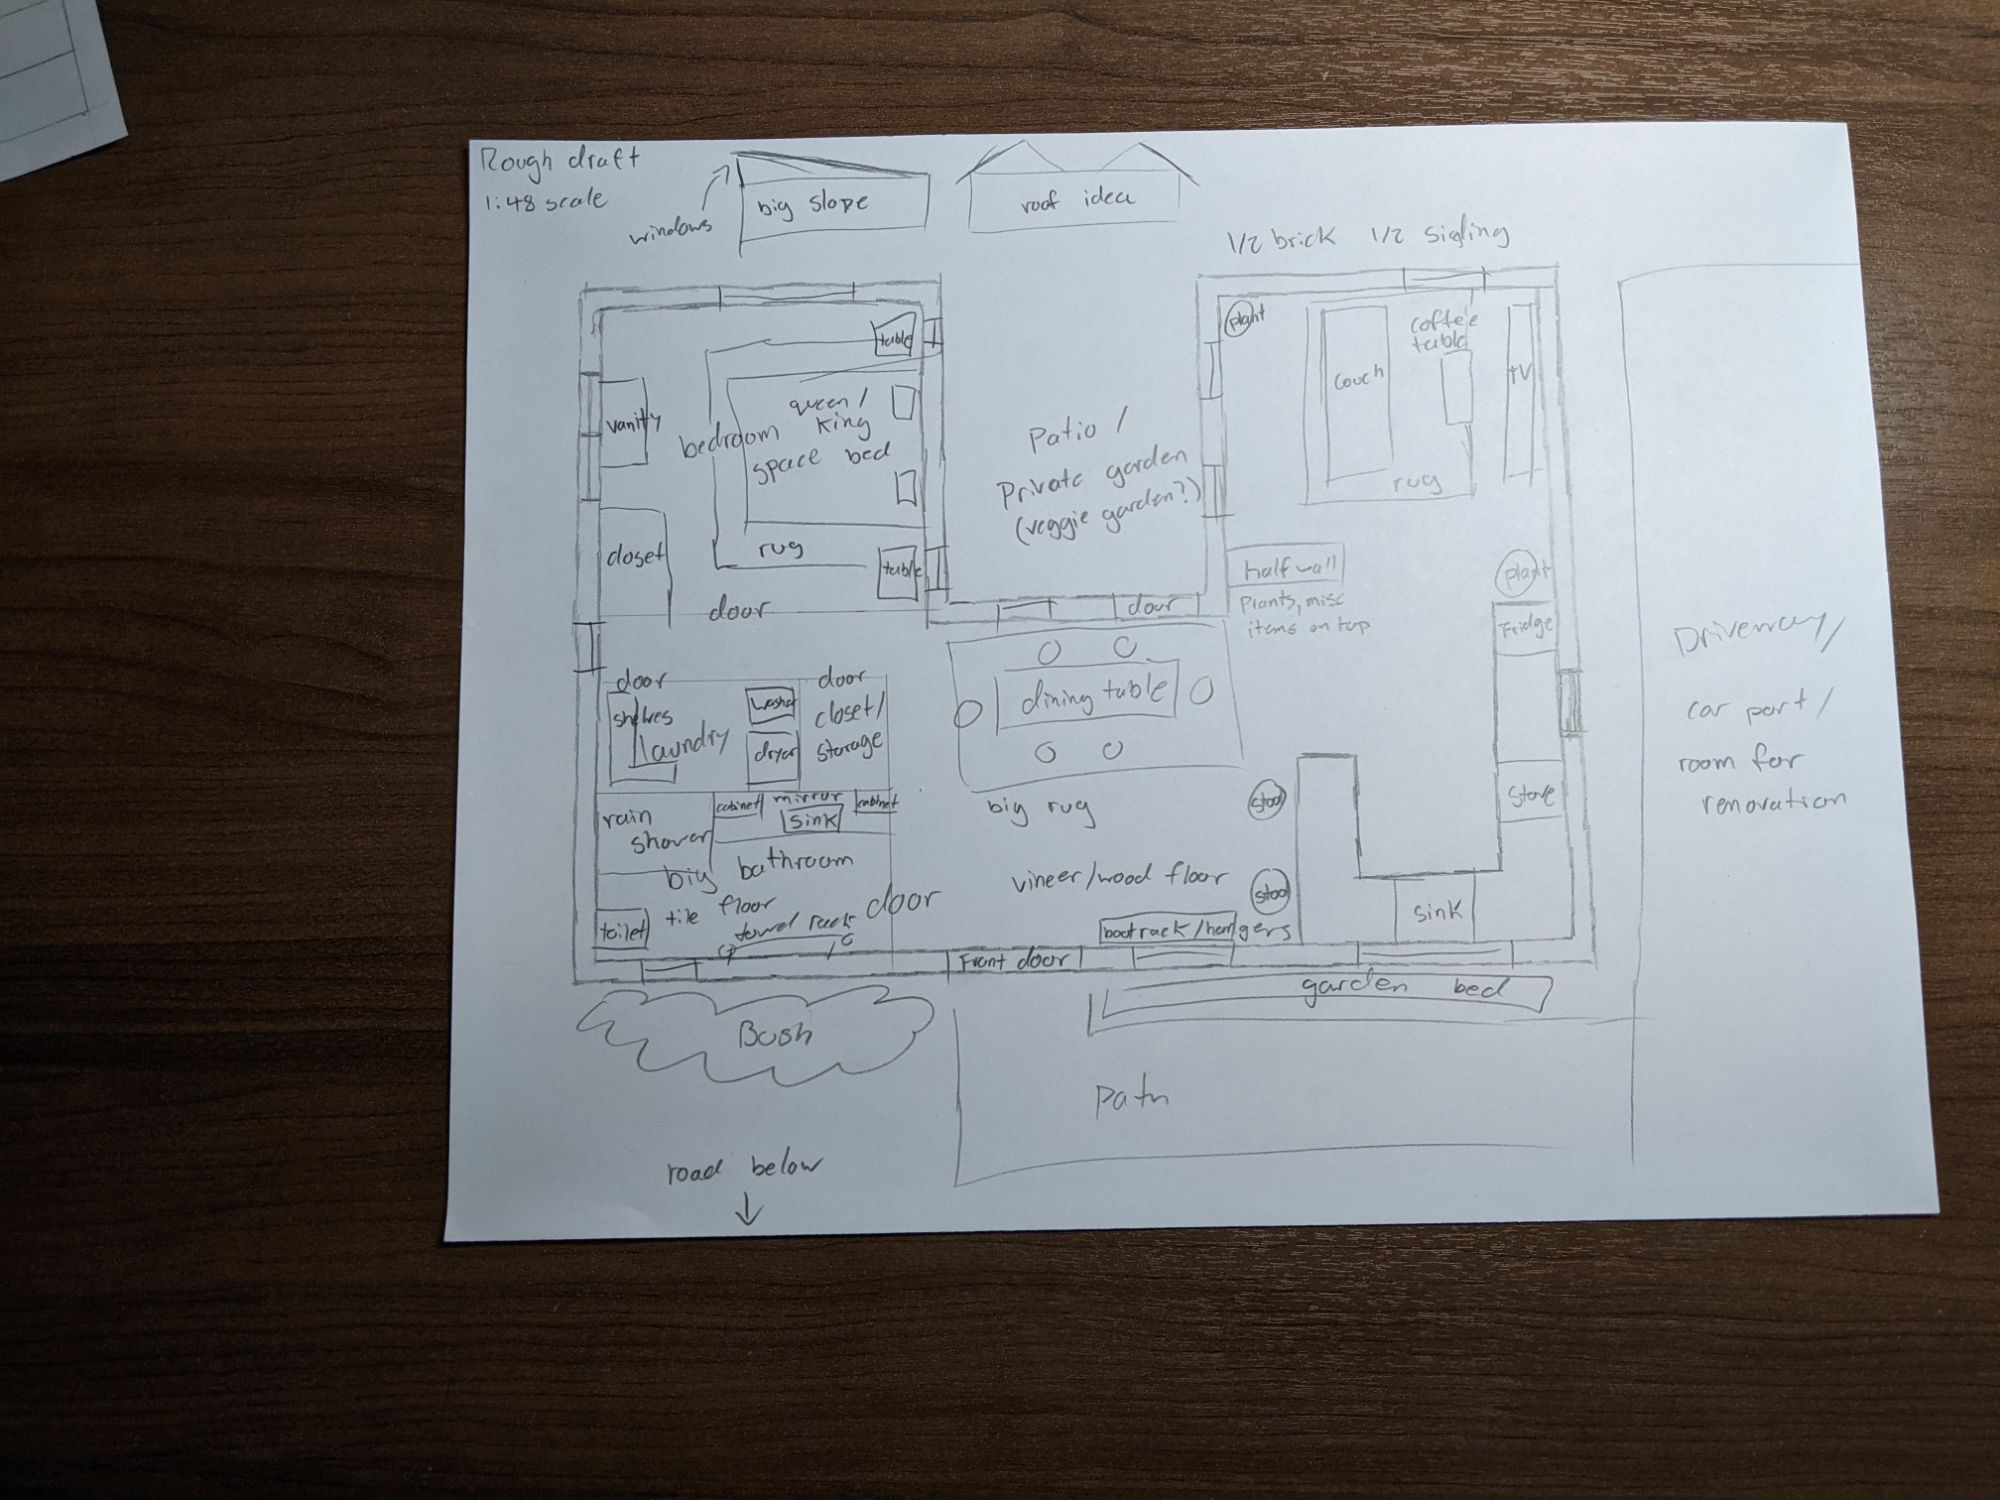 Rough draft
1:48 scale
windows
big slope
roof idea
1/2 brick 1/2 siding
table
vanity
bedroom
queen/
king
space bed
closet
rug
table
door
Patio/
Private garden
(veggie garden?)
door
plant
couch
coffee
table
TV
rug
half wall
Plants, misc
items on top
plant
Fridge
stove
sink
stool
stool
door
shelves
laundry
washer
dryer
door
closet/
storage
dining table
big rug
rain
shower
cabinet
mirror
sink
cabinet
big bathroom
tile floor
towel rack
door
toilet
vineer/wood floor
bootrack/hangers
Front door
garden bed
Bush
Path
road below
Driveway/
car port/
room for
renovation